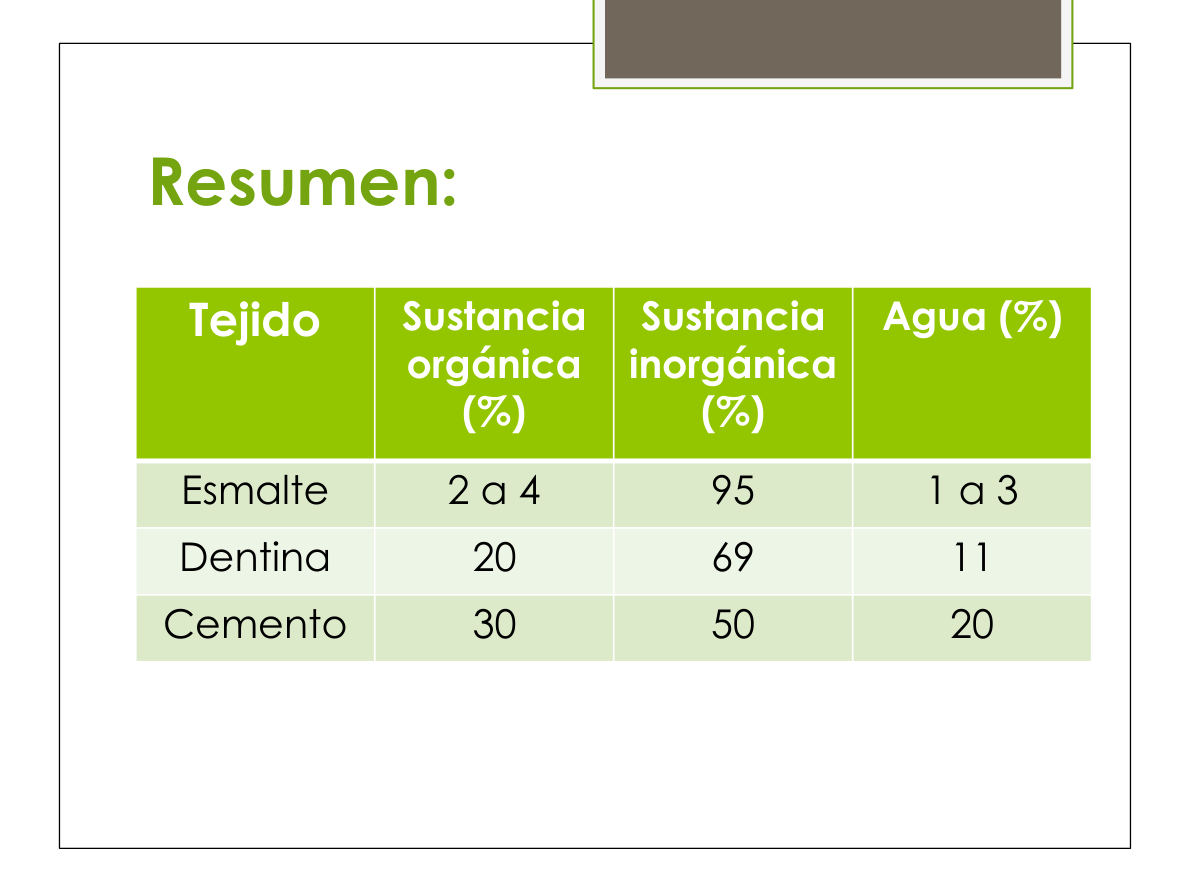 Resumen:
Tejido
Sustancia
orgánica
(%)
Sustancia
inorgánica
(%)
Agua (%)
Esmalte 2 a 4 95 1 a 3
Dentina 20 69 11
Cemento 30 50 20